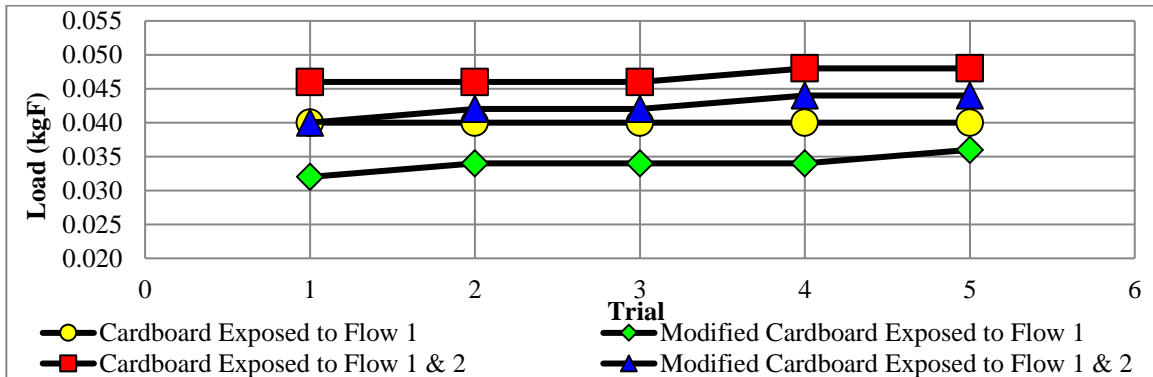 0.055
0.050
0.045
0.040
0.035
0.030
0.025
0.020
Load (kgF)
0 1 2 3 4 5 6
Trial
Cardboard Exposed to Flow 1 Modified Cardboard Exposed to Flow 1
Cardboard Exposed to Flow 1 & 2 Modified Cardboard Exposed to Flow 1 & 2